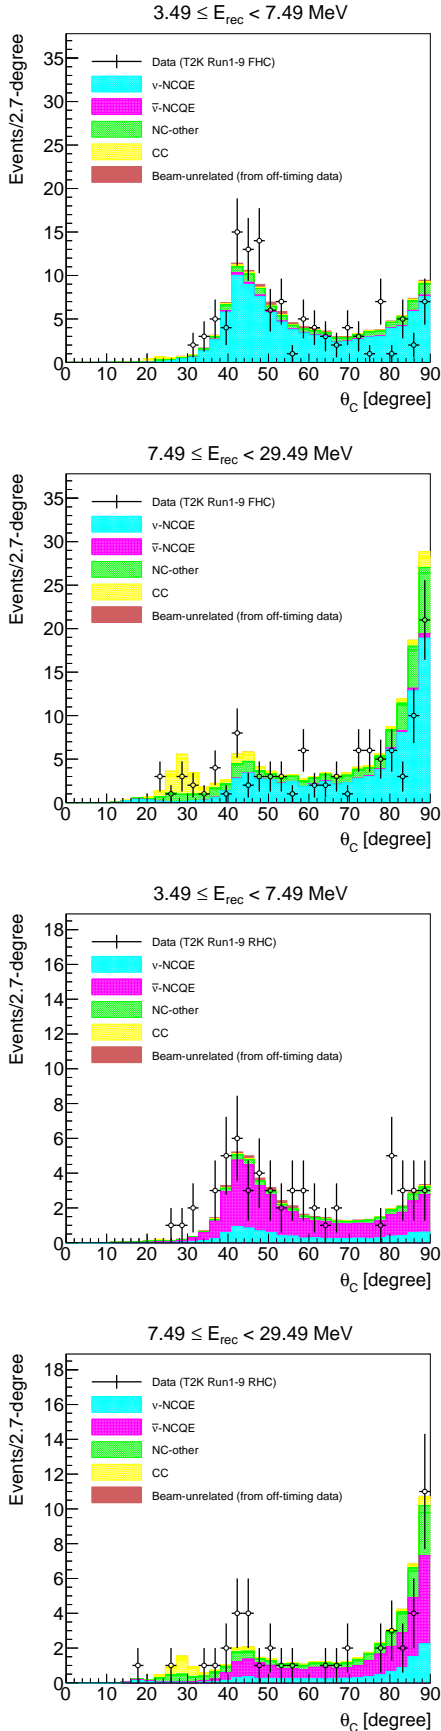 3.49 ≤ E_rec < 7.49 MeV
Events/2.7-degree
35
30
25
20
15
10
5
0
Data (T2K Run1-9 FHC)
ν-NCQE
ν̅-NCQE
NC-other
CC
Beam-unrelated (from off-timing data)
0 10 20 30 40 50 60 70 80 90
θ_C [degree]
7.49 ≤ E_rec < 29.49 MeV
Events/2.7-degree
35
30
25
20
15
10
5
0
Data (T2K Run1-9 FHC)
ν-NCQE
ν̅-NCQE
NC-other
CC
Beam-unrelated (from off-timing data)
0 10 20 30 40 50 60 70 80 90
θ_C [degree]
3.49 ≤ E_rec < 7.49 MeV
Events/2.7-degree
18
16
14
12
10
8
6
4
2
0
Data (T2K Run1-9 RHC)
ν-NCQE
ν̅-NCQE
NC-other
CC
Beam-unrelated (from off-timing data)
0 10 20 30 40 50 60 70 80 90
θ_C [degree]
7.49 ≤ E_rec < 29.49 MeV
Events/2.7-degree
18
16
14
12
10
8
6
4
2
0
Data (T2K Run1-9 RHC)
ν-NCQE
ν̅-NCQE
NC-other
CC
Beam-unrelated (from off-timing data)
0 10 20 30 40 50 60 70 80 90
θ_C [degree]